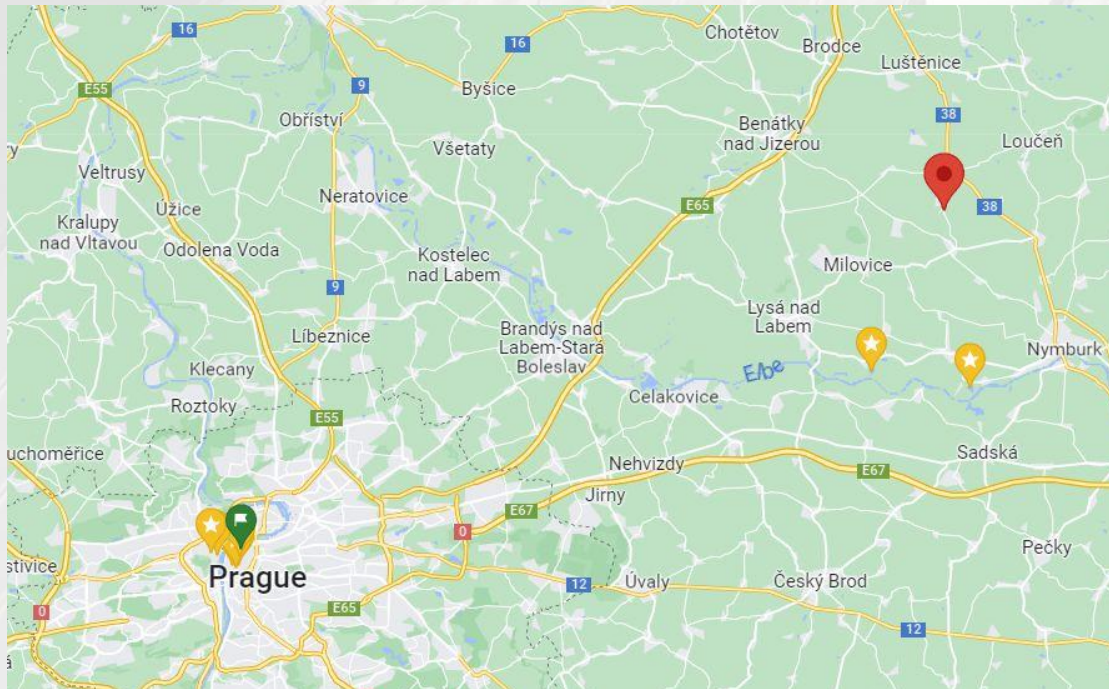 16
Chotětov
Brodce
16
Luštěnice
E55
9
Byšice
38
Obříství
Benátky
nad Jizerou
Loučeň
Všetaty
Veltrusy
Neratovice
E65
38
Úžice
Kralupy
nad Vltavou
Odolena Voda
Kostelec
nad Labem
Milovice
9
Lysá nad
Labem
Líbeznice
Brandýs nad
Labem-Stará
Boleslav
Nymburk
Klecany
Elbe
Celakovice
Roztoky
E55
uchoměřice
Nehvizdy
E67
Sadská
Jirny
E67
0
Pečky
stivice
Prague
12
Úvaly
Český Brod
0
E65
12
á